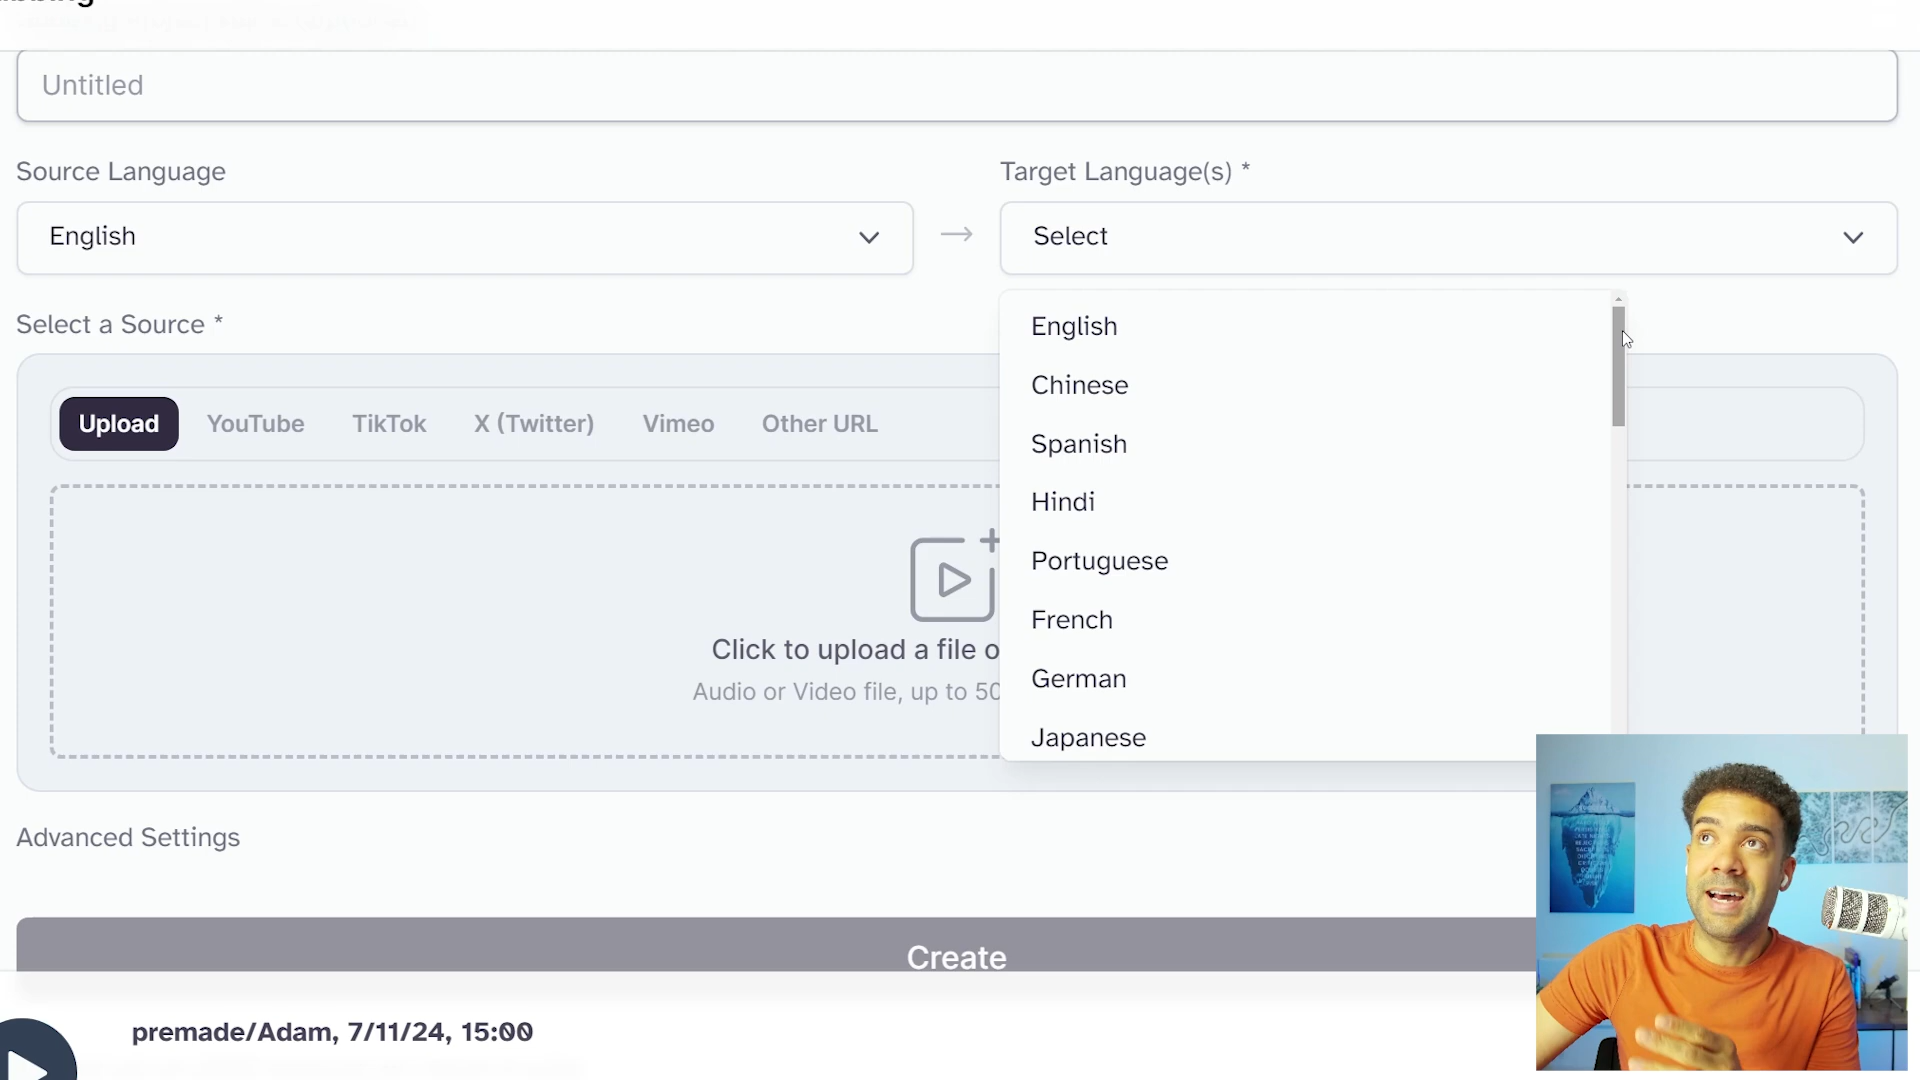 Untitled
Source Language
Target Language(s) *
English
Select
Select a Source *
English
Chinese
Spanish
Hindi
Portuguese
French
German
Japanese
Upload YouTube TikTok X (Twitter) Vimeo Other URL
Click to upload a file o
Audio or Video file, up to 50
Advanced Settings
Create
premade/Adam, 7/11/24, 15:00